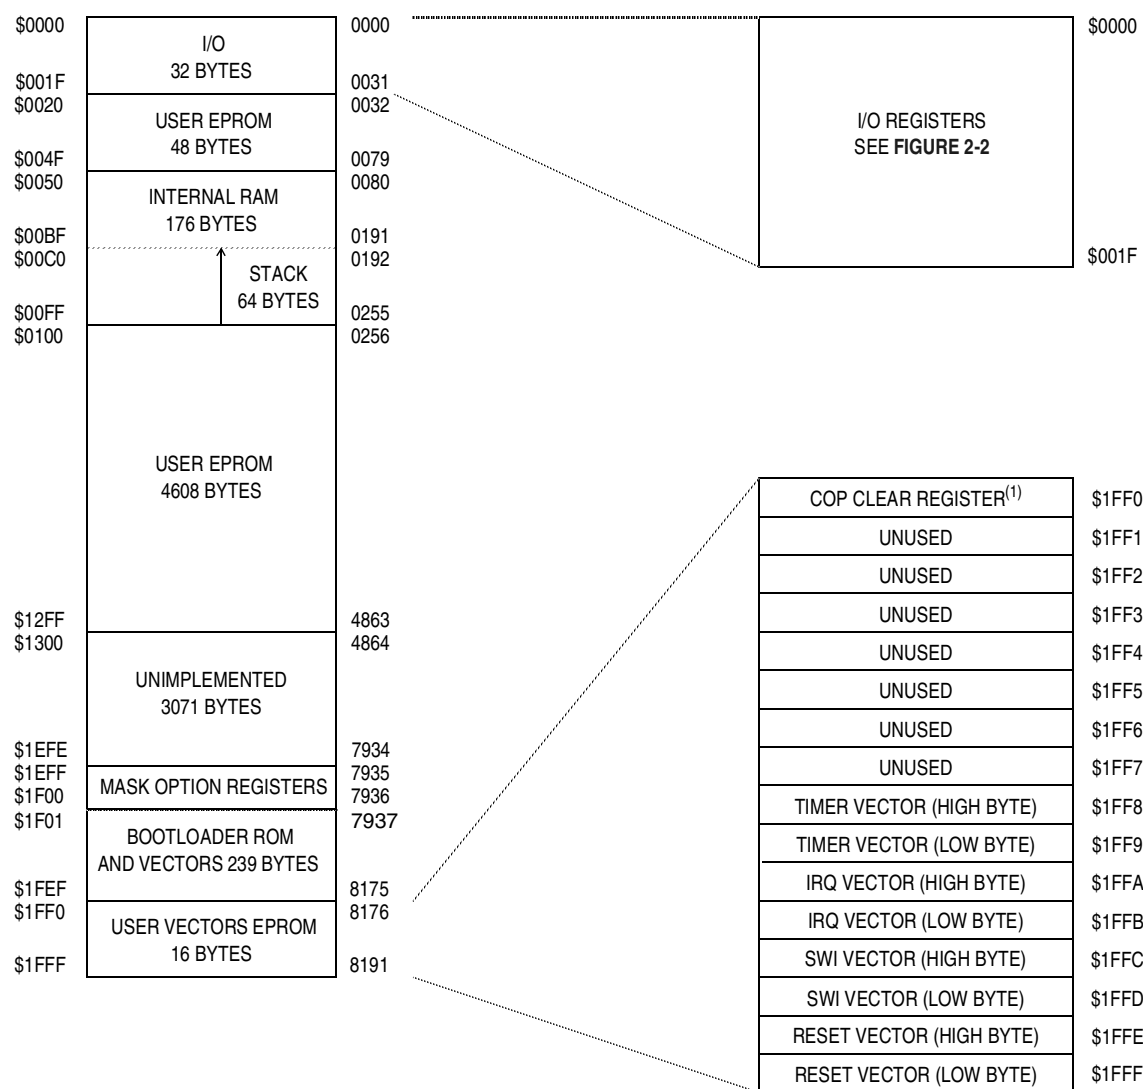 $0000 I/O 0000
32 BYTES
$001F 0031
$0020 0032
USER EPROM
48 BYTES
$004F 0079
$0050 0080
INTERNAL RAM
176 BYTES
$00BF 0191
$00C0 0192
STACK
64 BYTES
$00FF 0255
$0100 0256
USER EPROM
4608 BYTES
$12FF 4863
$1300 4864
UNIMPLEMENTED
3071 BYTES
$1EFE 7934
$1EFF 7935
MASK OPTION REGISTERS
$1F00 7936
$1F01 7937
BOOTLOADER ROM
AND VECTORS 239 BYTES
$1FEF 8175
$1FF0 8176
USER VECTORS EPROM
16 BYTES
$1FFF 8191
$0000
I/O REGISTERS
SEE FIGURE 2-2
$001F
COP CLEAR REGISTER(1) $1FF0
UNUSED $1FF1
UNUSED $1FF2
UNUSED $1FF3
UNUSED $1FF4
UNUSED $1FF5
UNUSED $1FF6
UNUSED $1FF7
TIMER VECTOR (HIGH BYTE) $1FF8
TIMER VECTOR (LOW BYTE) $1FF9
IRQ VECTOR (HIGH BYTE) $1FFA
IRQ VECTOR (LOW BYTE) $1FFB
SWI VECTOR (HIGH BYTE) $1FFC
SWI VECTOR (LOW BYTE) $1FFD
RESET VECTOR (HIGH BYTE) $1FFE
RESET VECTOR (LOW BYTE) $1FFF